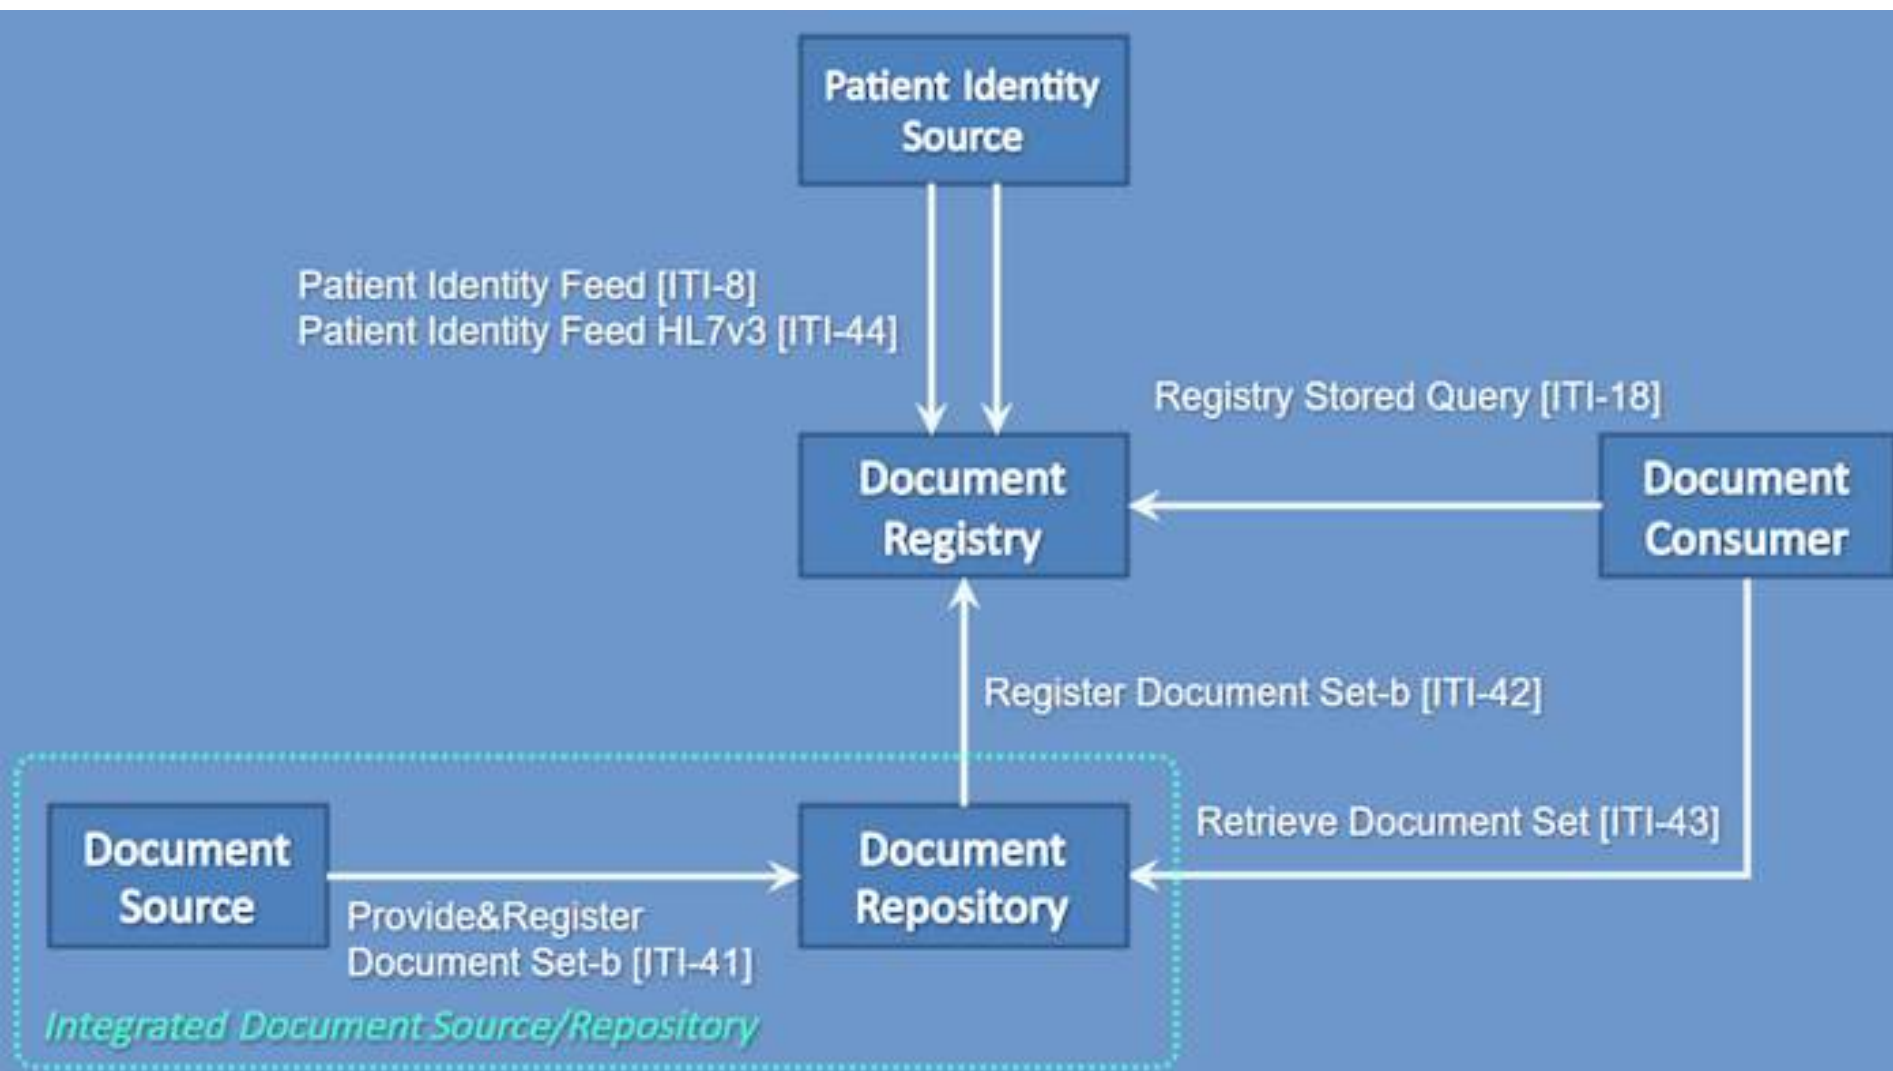 Patient Identity
Source
Patient Identity Feed [ITI-8]
Patient Identity Feed HL7v3 [ITI-44]
Registry Stored Query [ITI-18]
Document
Registry
Document
Consumer
Register Document Set-b [ITI-42]
Document
Source
Provide&Register
Document Set-b [ITI-41]
Document
Repository
Retrieve Document Set [ITI-43]
Integrated Document Source/Repository